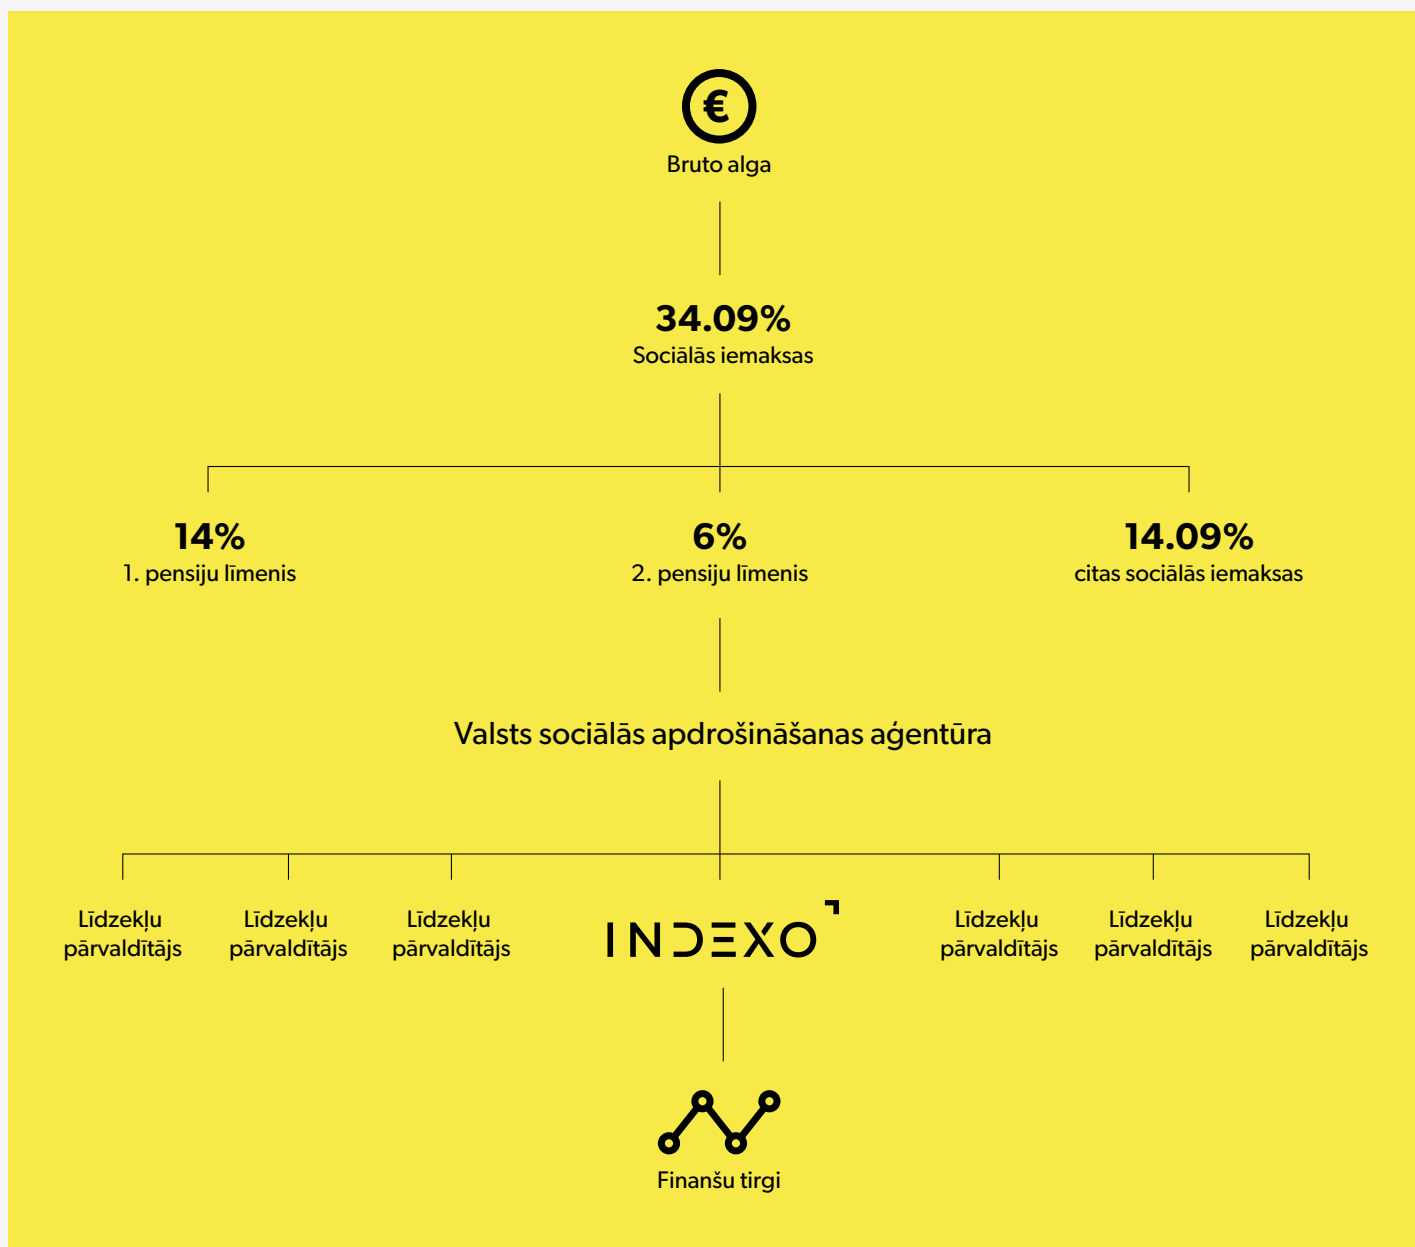 €
Bruto alga
34.09%
Sociālās iemaksas
14%
1. pensiju līmenis
6%
2. pensiju līmenis
14.09%
citas sociālās iemaksas
Valsts sociālās apdrošināšanas aģentūra
Līdzekļu
pārvaldītājs
Līdzekļu
pārvaldītājs
Līdzekļu
pārvaldītājs
INDEXO
Līdzekļu
pārvaldītājs
Līdzekļu
pārvaldītājs
Līdzekļu
pārvaldītājs
Finanšu tirgi